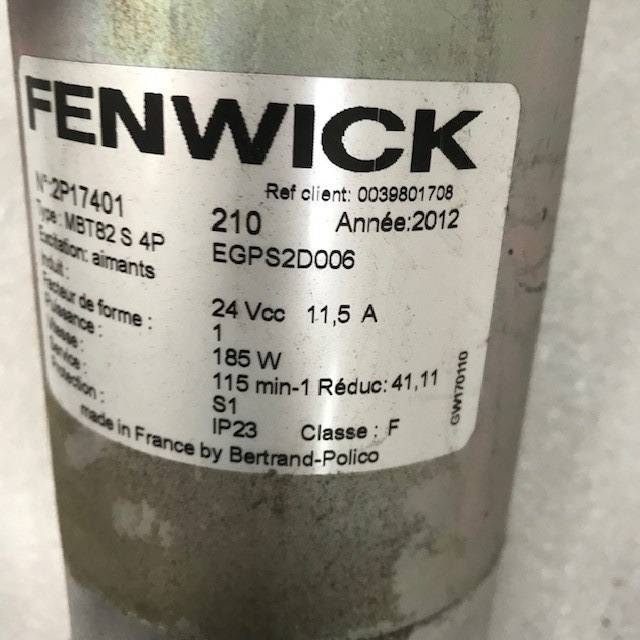 FENWICK
Ref client: 0039801708
N°:2P17401 210 Année:2012
Type: MBT82 S 4P EGPS2D006
Excitation: aimants
Induit : 24 Vcc 11,5 A
Facteur de forme : 1
Puissance : 185 W
Vitesse : 115 min-1 Réduc: 41,11
Service : S1
Protection : IP23 Classe : F
made in France by Bertrand-Polico
GW170110